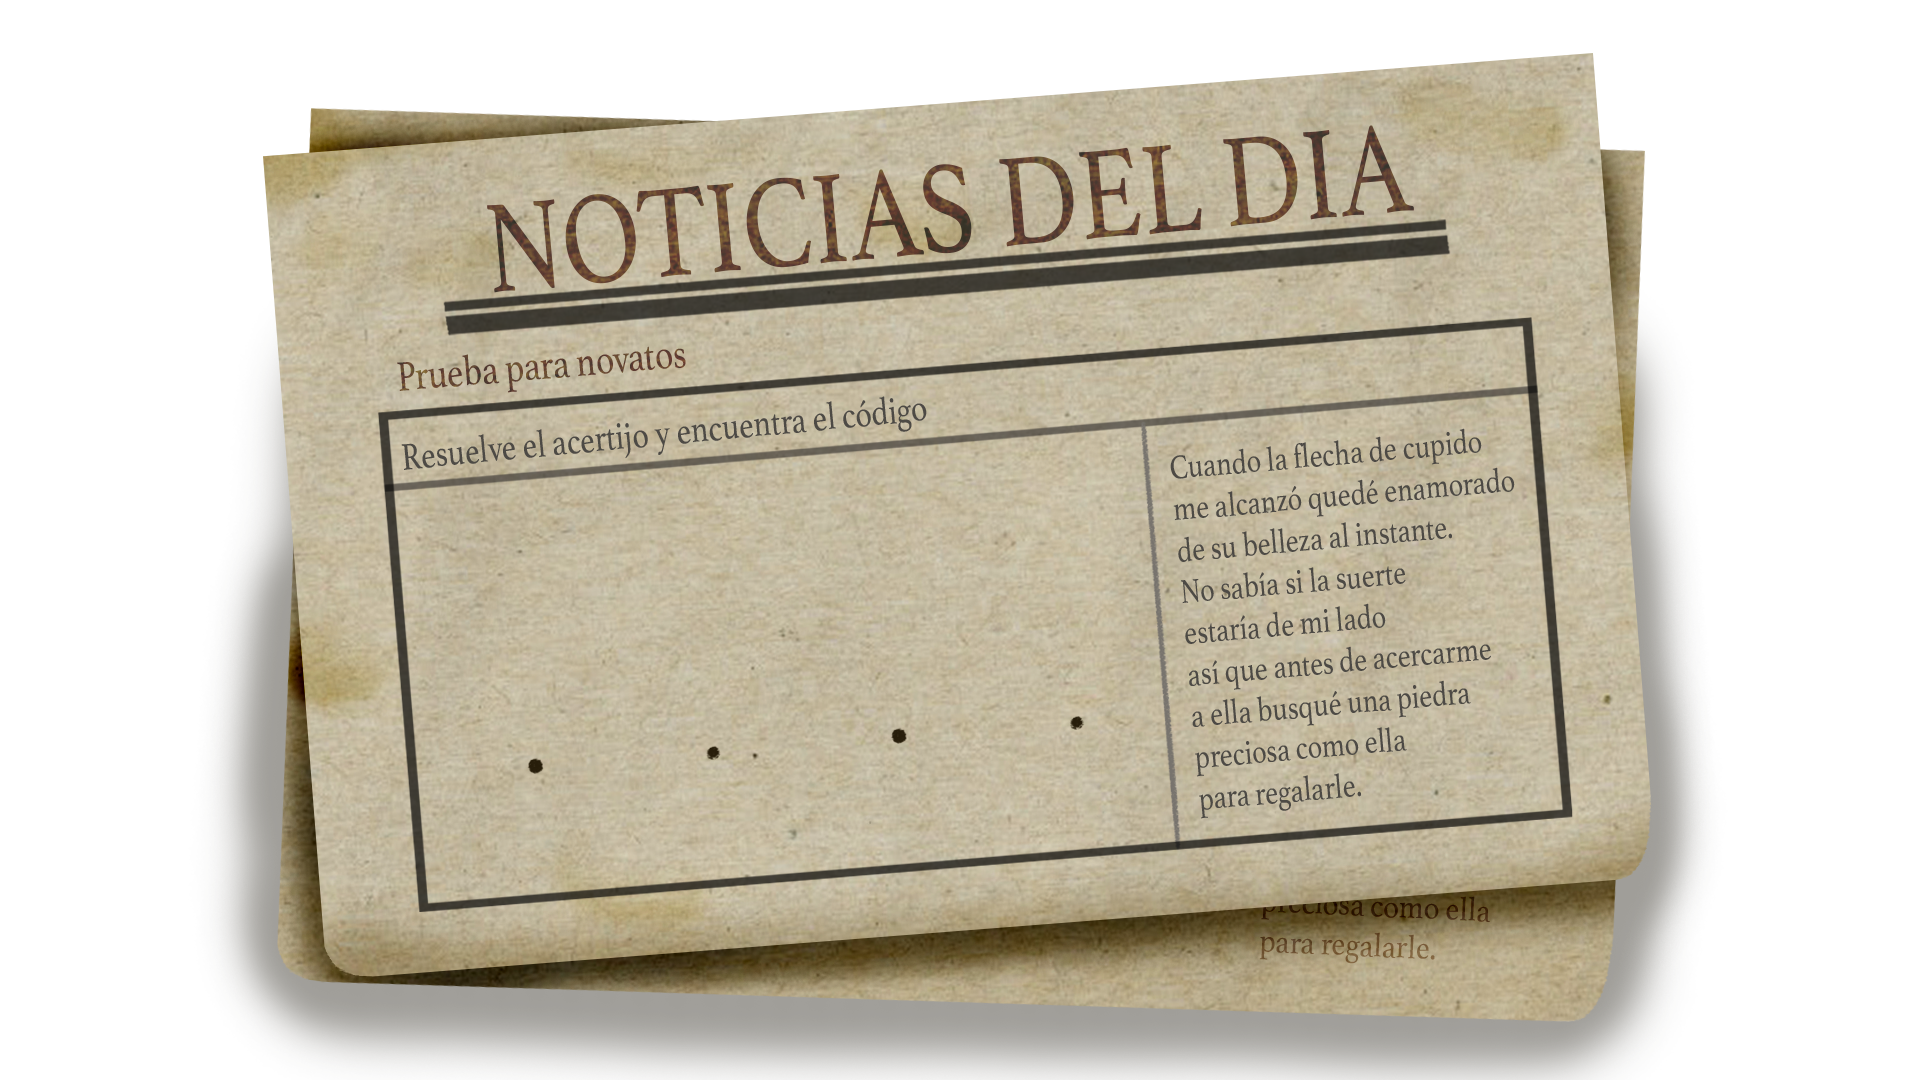 NOTICIAS DEL DIA
Prueba para novatos
Resuelve el acertijo y encuentra el código
Cuando la flecha de cupido
me alcanzó quedé enamorado
de su belleza al instante.
No sabía si la suerte
estaría de mi lado
así que antes de acercarme
a ella busqué una piedra
preciosa como ella
para regalarle.
preciosa como ella
para regalarle.